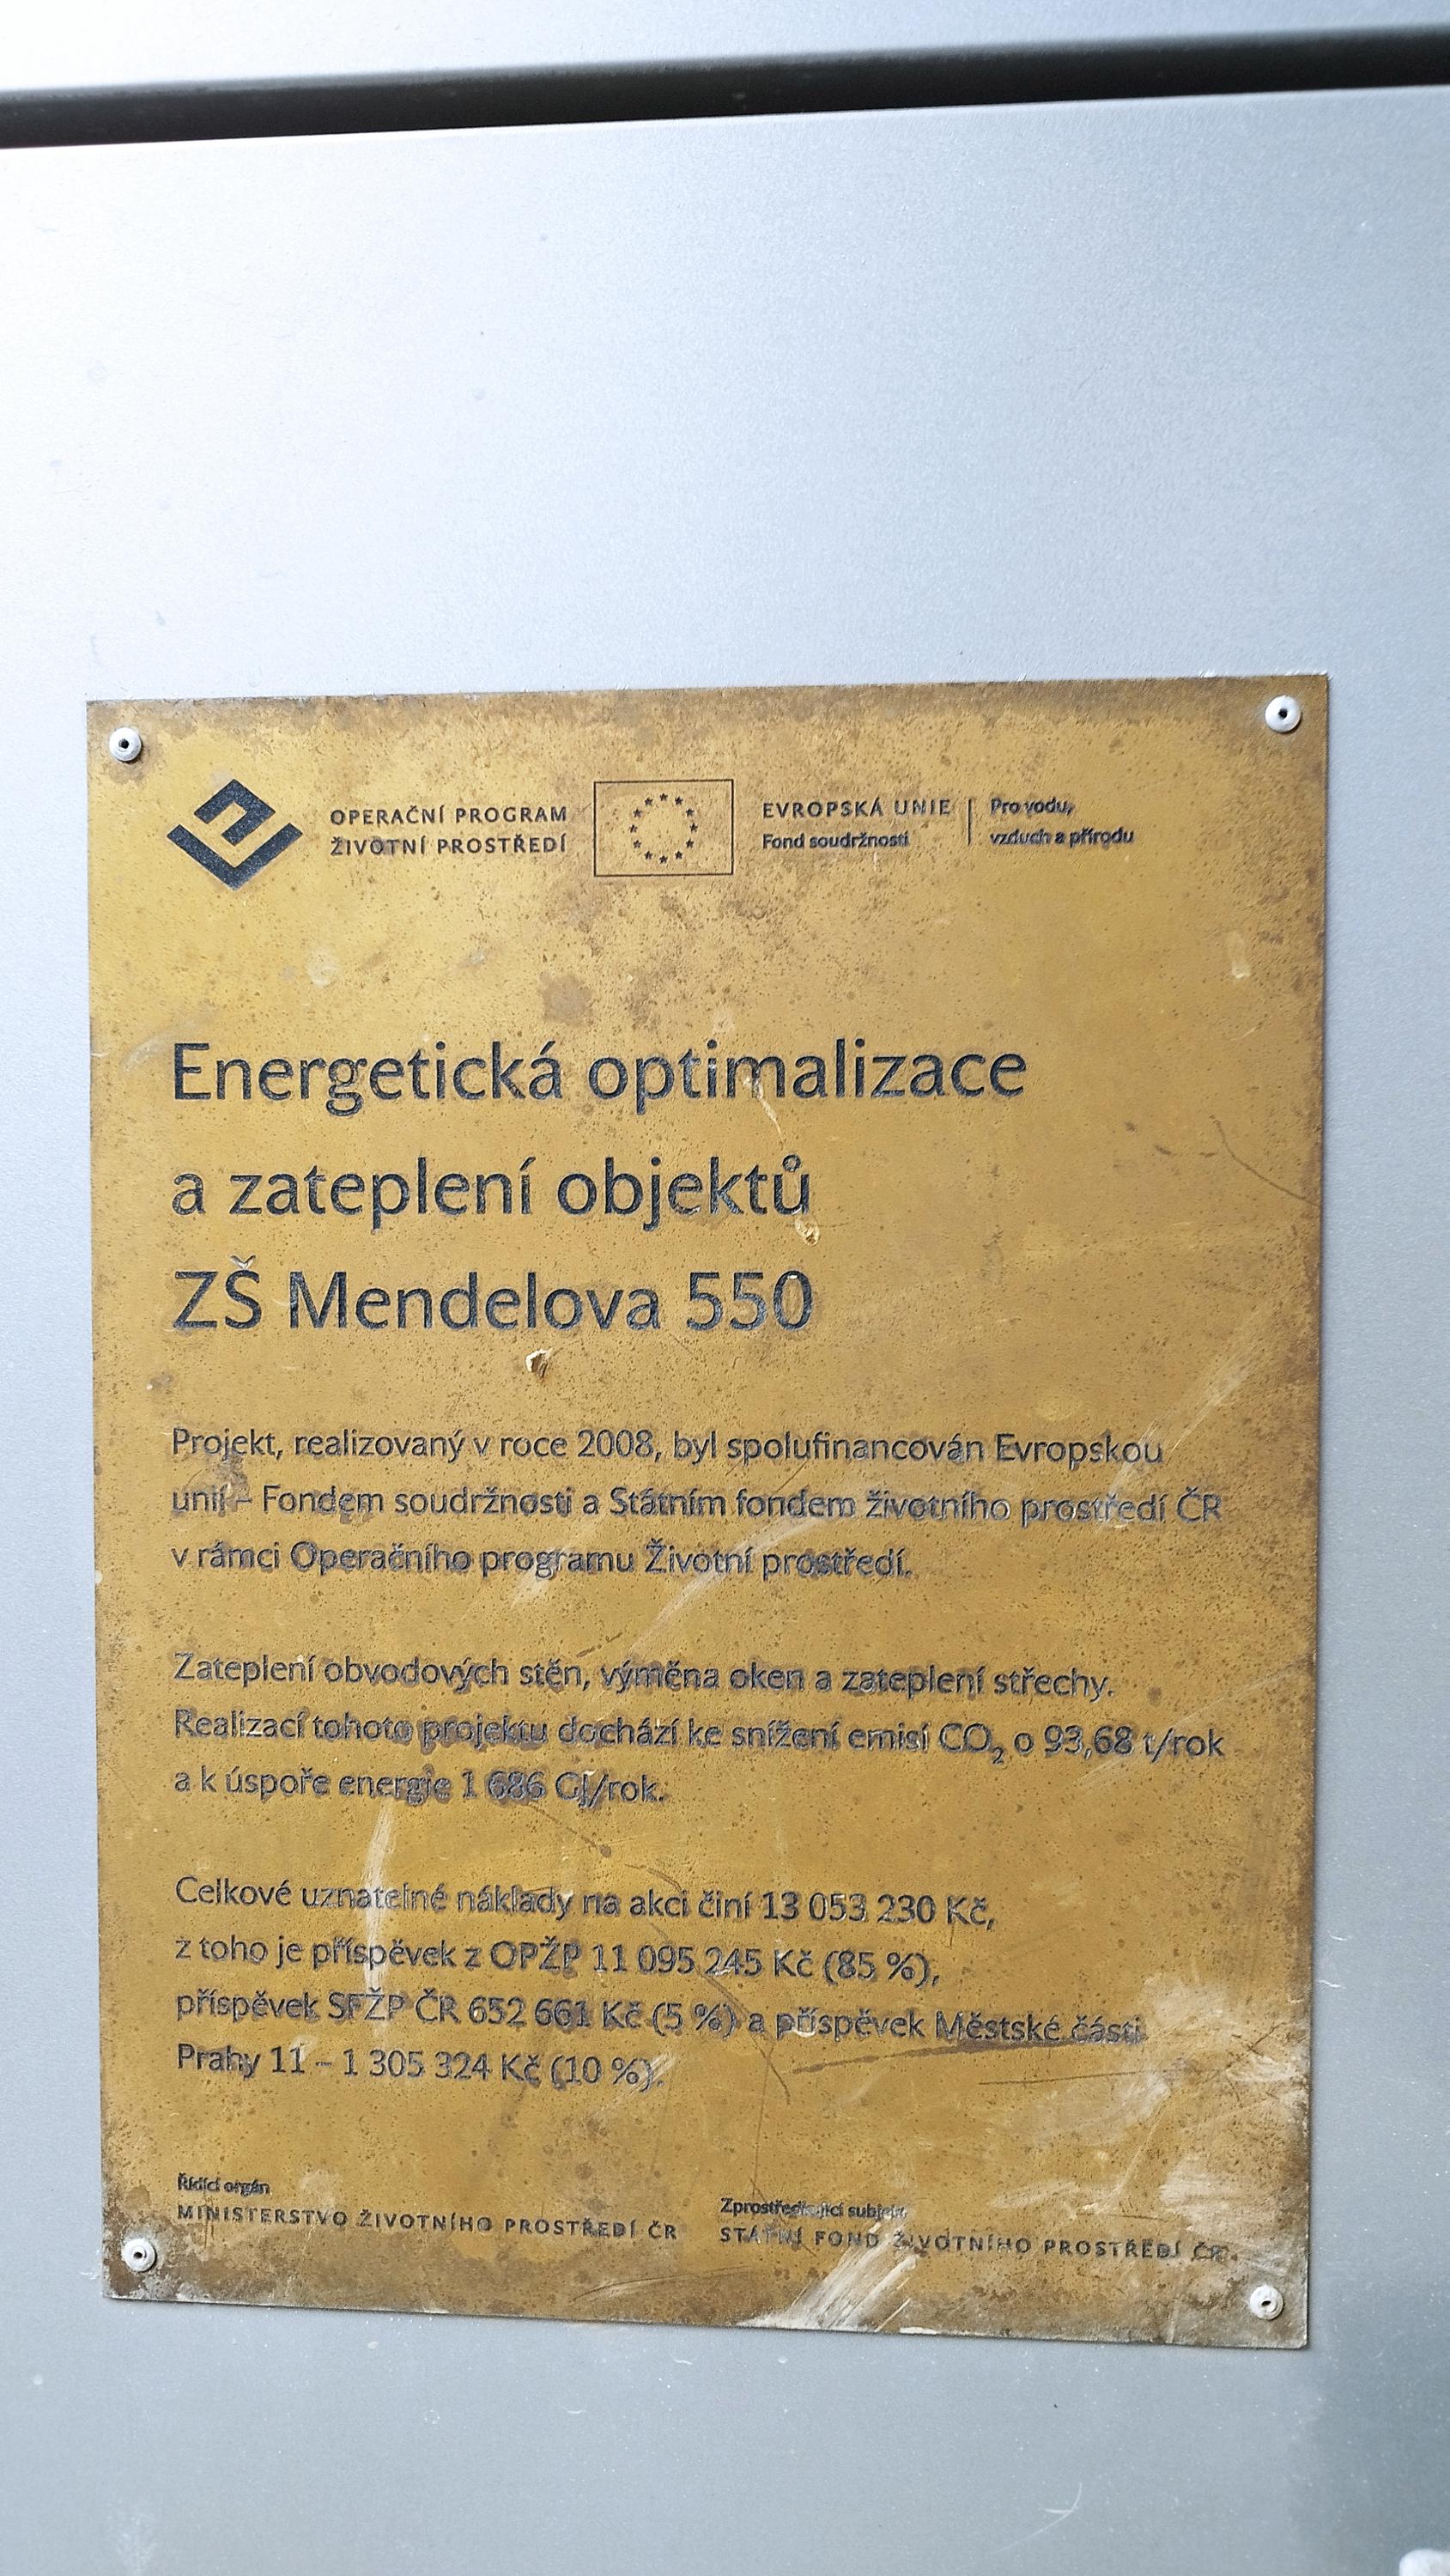 OPERAČNÍ PROGRAM
ŽIVOTNÍ PROSTŘEDÍ
EVROPSKÁ UNIE
Fond soudržnosti
Pro vodu,
vzduch a přírodu
Energetická optimalizace
a zateplení objektů
ZŠ Mendelova 550
Projekt, realizovaný v roce 2008, byl spolufinancován Evropskou
unií – Fondem soudržnosti a Státním fondem životního prostředí ČR
v rámci Operačního programu Životní prostředí.
Zateplení obvodových stěn, výměna oken a zateplení střechy.
Realizací tohoto projektu dochází ke snížení emisí CO₂ o 93,68 t/rok
a k úspoře energie 1 686 GJ/rok.
Celkové uznatelné náklady na akci činí 13 053 230 Kč,
z toho je příspěvek z OPŽP 11 095 245 Kč (85 %),
příspěvek SFŽP ČR 652 661 Kč (5 %) a příspěvek Městské části
Prahy 11 – 1 305 324 Kč (10 %).
Řídící orgán
MINISTERSTVO ŽIVOTNÍHO PROSTŘEDÍ ČR
Zprostředkující subjekt
STÁTNÍ FOND ŽIVOTNÍHO PROSTŘEDÍ ČR